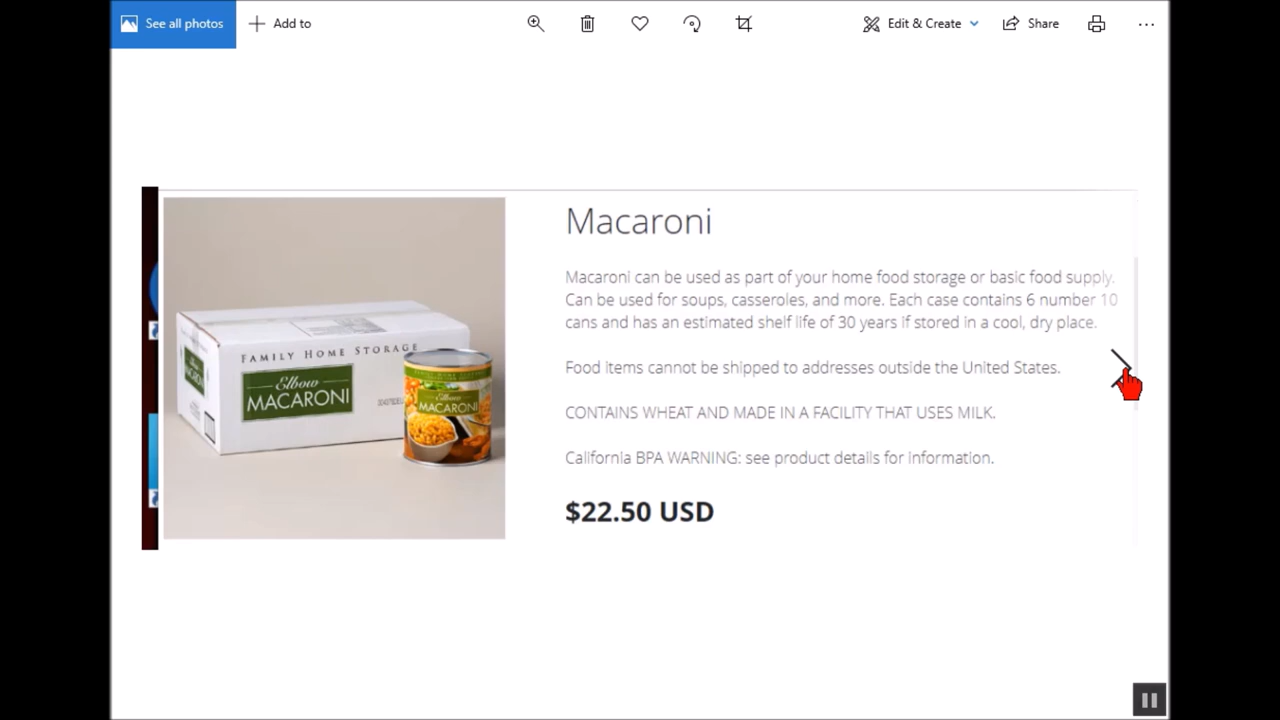 See all photos
Add to
Edit & Create
Share
Macaroni
Macaroni can be used as part of your home food storage or basic food supply.
Can be used for soups, casseroles, and more. Each case contains 6 number 10
cans and has an estimated shelf life of 30 years if stored in a cool, dry place.
Food items cannot be shipped to addresses outside the United States.
CONTAINS WHEAT AND MADE IN A FACILITY THAT USES MILK.
California BPA WARNING: see product details for information.
$22.50 USD
FAMILY HOME STORAGE
Elbow
MACARONI
Elbow
MACARONI